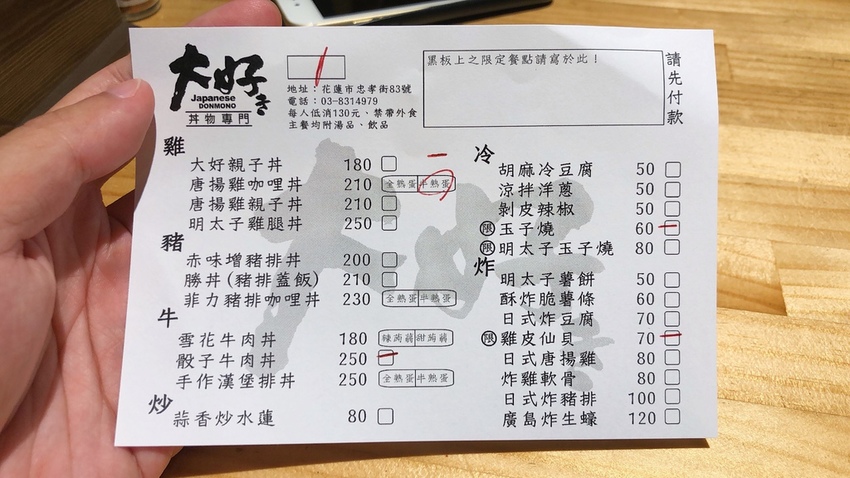 大好き
Japanese
DONMONO
丼物專門
地址：花蓮市忠孝街83號
電話：03-8314979
每人低消130元、禁帶外食
主餐均附湯品、飲品
黑板上之限定餐點請寫於此！
請先付款
雞
大好親子丼 180
唐揚雞咖哩丼 210 全熟蛋 半熟蛋
唐揚雞親子丼 210
明太子雞腿丼 250
豬
赤味增豬排丼 200
勝丼(豬排蓋飯) 210
菲力豬排咖哩丼 230 全熟蛋 半熟蛋
牛
雪花牛肉丼 180 辣蒟蒻 甜蒟蒻
骰子牛肉丼 250
手作漢堡排丼 250 全熟蛋 半熟蛋
炒
蒜香炒水蓮 80
冷
胡麻冷豆腐 50
涼拌洋蔥 50
剝皮辣椒 50
限 玉子燒 60
限 明太子玉子燒 80
炸
明太子薯餅 50
酥炸脆薯條 60
日式炸豆腐 70
限 雞皮仙貝 70
日式唐揚雞 80
炸雞軟骨 80
日式炸豬排 100
廣島炸生蠔 120